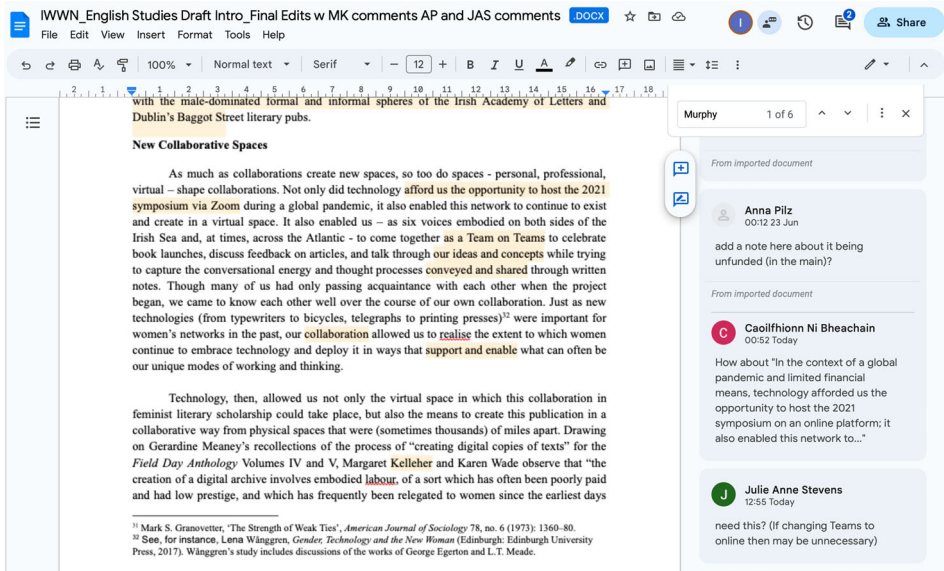 IWWN_English Studies Draft Intro_Final Edits w MK comments AP and JAS comments .DOCX
File Edit View Insert Format Tools Help
I
2
Share
100% Normal text Serif − 12 + B I U A
2 1 1 2 3 4 5 6 7 8 9 10 11 12 13 14 15 16 17 18
Murphy 1 of 6
with the male-dominated formal and informal spheres of the Irish Academy of Letters and
Dublin's Baggot Street literary pubs.
New Collaborative Spaces
As much as collaborations create new spaces, so too do spaces - personal, professional,
virtual – shape collaborations. Not only did technology afford us the opportunity to host the 2021
symposium via Zoom during a global pandemic, it also enabled this network to continue to exist
and create in a virtual space. It also enabled us – as six voices embodied on both sides of the
Irish Sea and, at times, across the Atlantic - to come together as a Team on Teams to celebrate
book launches, discuss feedback on articles, and talk through our ideas and concepts while trying
to capture the conversational energy and thought processes conveyed and shared through written
notes. Though many of us had only passing acquaintance with each other when the project
began, we came to know each other well over the course of our own collaboration. Just as new
technologies (from typewriters to bicycles, telegraphs to printing presses)³² were important for
women's networks in the past, our collaboration allowed us to realise the extent to which women
continue to embrace technology and deploy it in ways that support and enable what can often be
our unique modes of working and thinking.
Technology, then, allowed us not only the virtual space in which this collaboration in
feminist literary scholarship could take place, but also the means to create this publication in a
collaborative way from physical spaces that were (sometimes thousands) of miles apart. Drawing
on Gerardine Meaney's recollections of the process of “creating digital copies of texts” for the
Field Day Anthology Volumes IV and V, Margaret Kelleher and Karen Wade observe that “the
creation of a digital archive involves embodied labour, of a sort which has often been poorly paid
and had low prestige, and which has frequently been relegated to women since the earliest days
³¹ Mark S. Granovetter, ‘The Strength of Weak Ties’, American Journal of Sociology 78, no. 6 (1973): 1360–80.
³² See, for instance, Lena Wånggren, Gender, Technology and the New Woman (Edinburgh: Edinburgh University
Press, 2017). Wånggren's study includes discussions of the works of George Egerton and L.T. Meade.
From imported document
Anna Pilz
00:12 23 Jun
add a note here about it being
unfunded (in the main)?
From imported document
C
Caoilfhionn Ni Bheachain
00:52 Today
How about "In the context of a global
pandemic and limited financial
means, technology afforded us the
opportunity to host the 2021
symposium on an online platform; it
also enabled this network to..."
J
Julie Anne Stevens
12:55 Today
need this? (If changing Teams to
online then may be unnecessary)